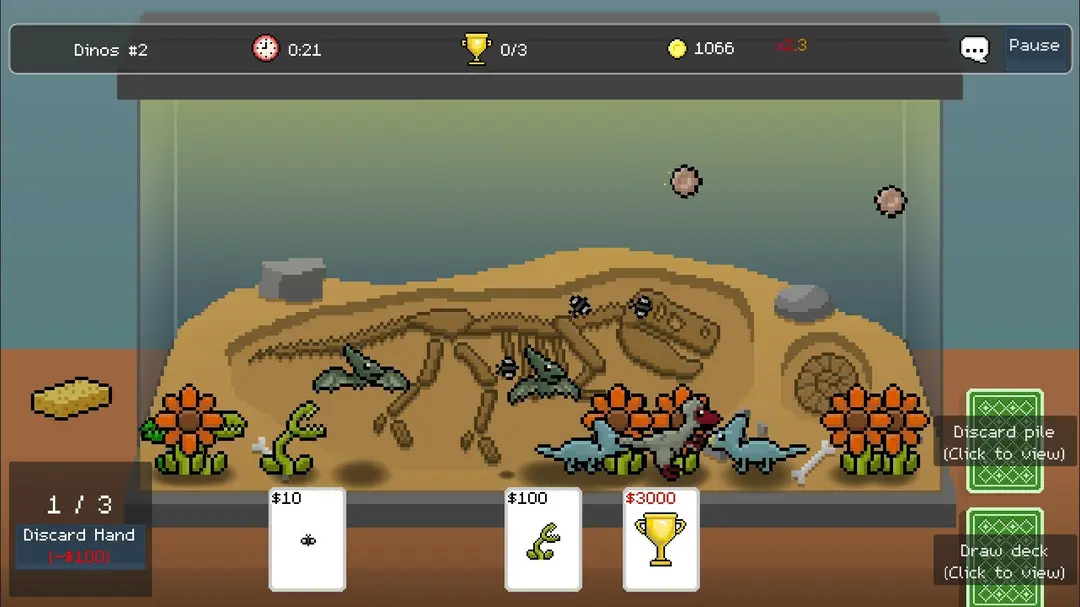 Dinos #2
0:21
0/3
1066
Pause
Discard pile
(Click to view)
1 / 3
Discard Hand
(-$100)
$10
$100
$3000
Draw deck
(Click to view)